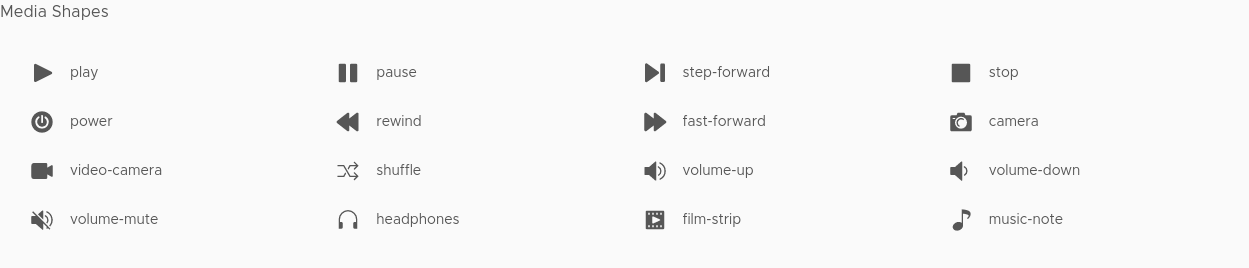 Media Shapes
play pause step-forward stop
power rewind fast-forward camera
video-camera shuffle volume-up volume-down
volume-mute headphones film-strip music-note